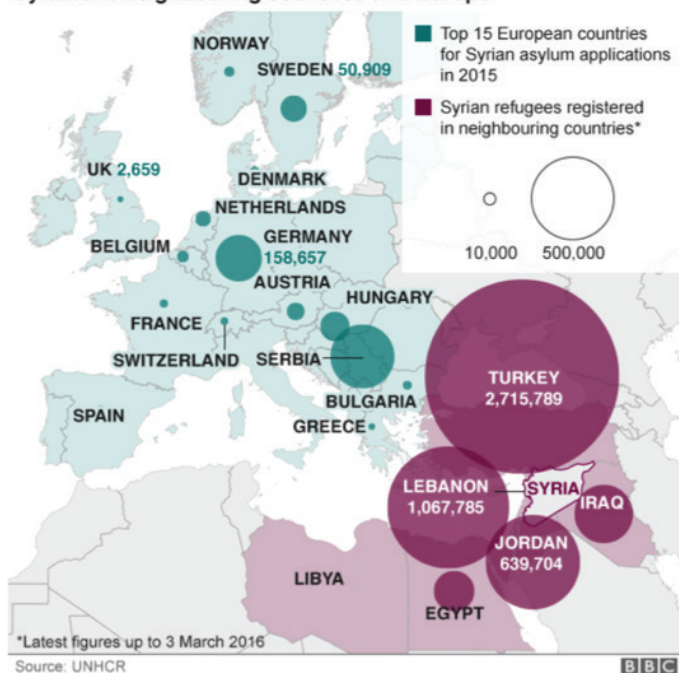 Top 15 European countries
for Syrian asylum applications
in 2015
Syrian refugees registered
in neighbouring countries*
10,000
500,000
NORWAY
SWEDEN 50,909
UK 2,659
DENMARK
NETHERLANDS
BELGIUM
GERMANY
158,657
AUSTRIA
HUNGARY
FRANCE
SWITZERLAND
SERBIA
BULGARIA
SPAIN
GREECE
TURKEY
2,715,789
LEBANON
1,067,785
SYRIA
IRAQ
JORDAN
639,704
LIBYA
EGYPT
*Latest figures up to 3 March 2016
Source: UNHCR
BBC